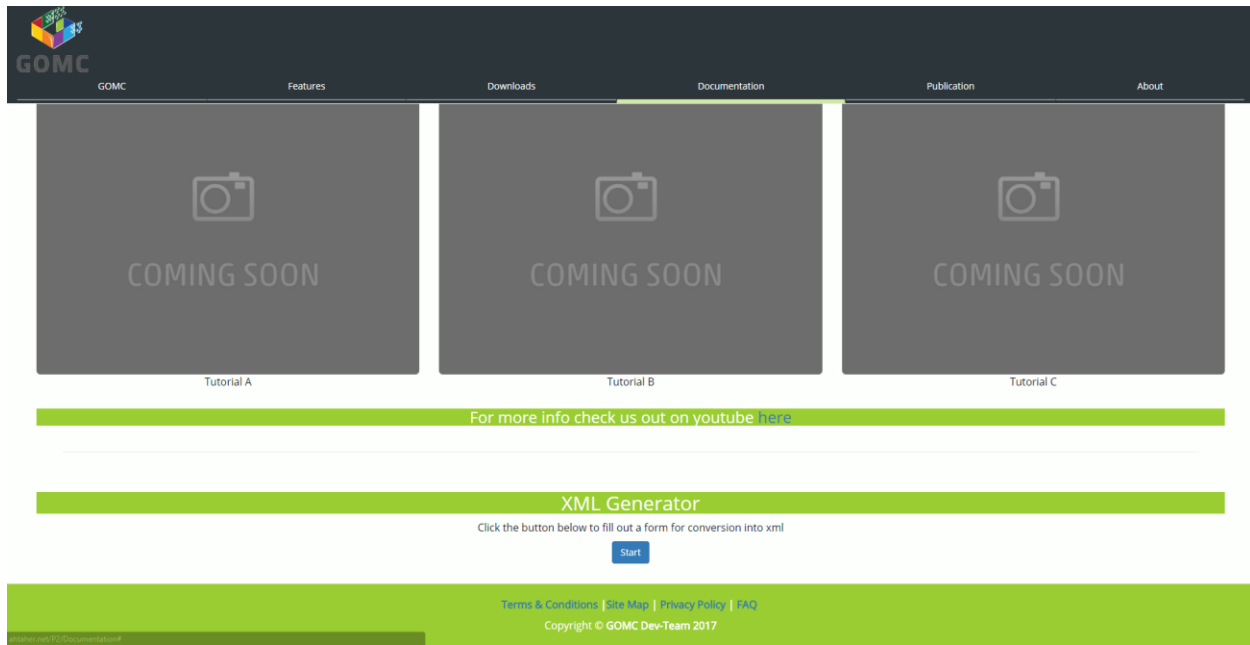 GOMC
GOMC Features Downloads Documentation Publication About
COMING SOON COMING SOON COMING SOON
Tutorial A Tutorial B Tutorial C
For more info check us out on youtube here
XML Generator
Click the button below to fill out a form for conversion into xml
Start
Terms & Conditions | Site Map | Privacy Policy | FAQ
Copyright © GOMC Dev-Team 2017